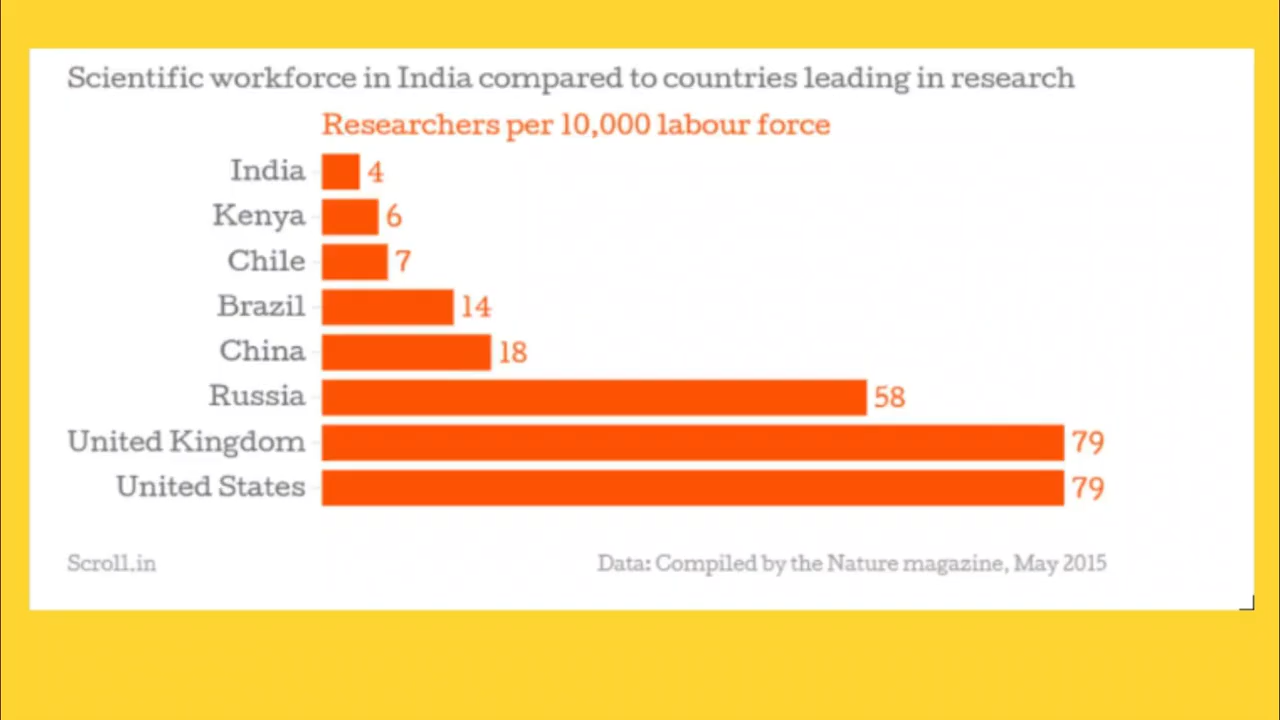 Scientific workforce in India compared to countries leading in research
Researchers per 10,000 labour force
India 4
Kenya 6
Chile 7
Brazil 14
China 18
Russia 58
United Kingdom 79
United States 79
Scroll.in Data: Compiled by the Nature magazine, May 2015